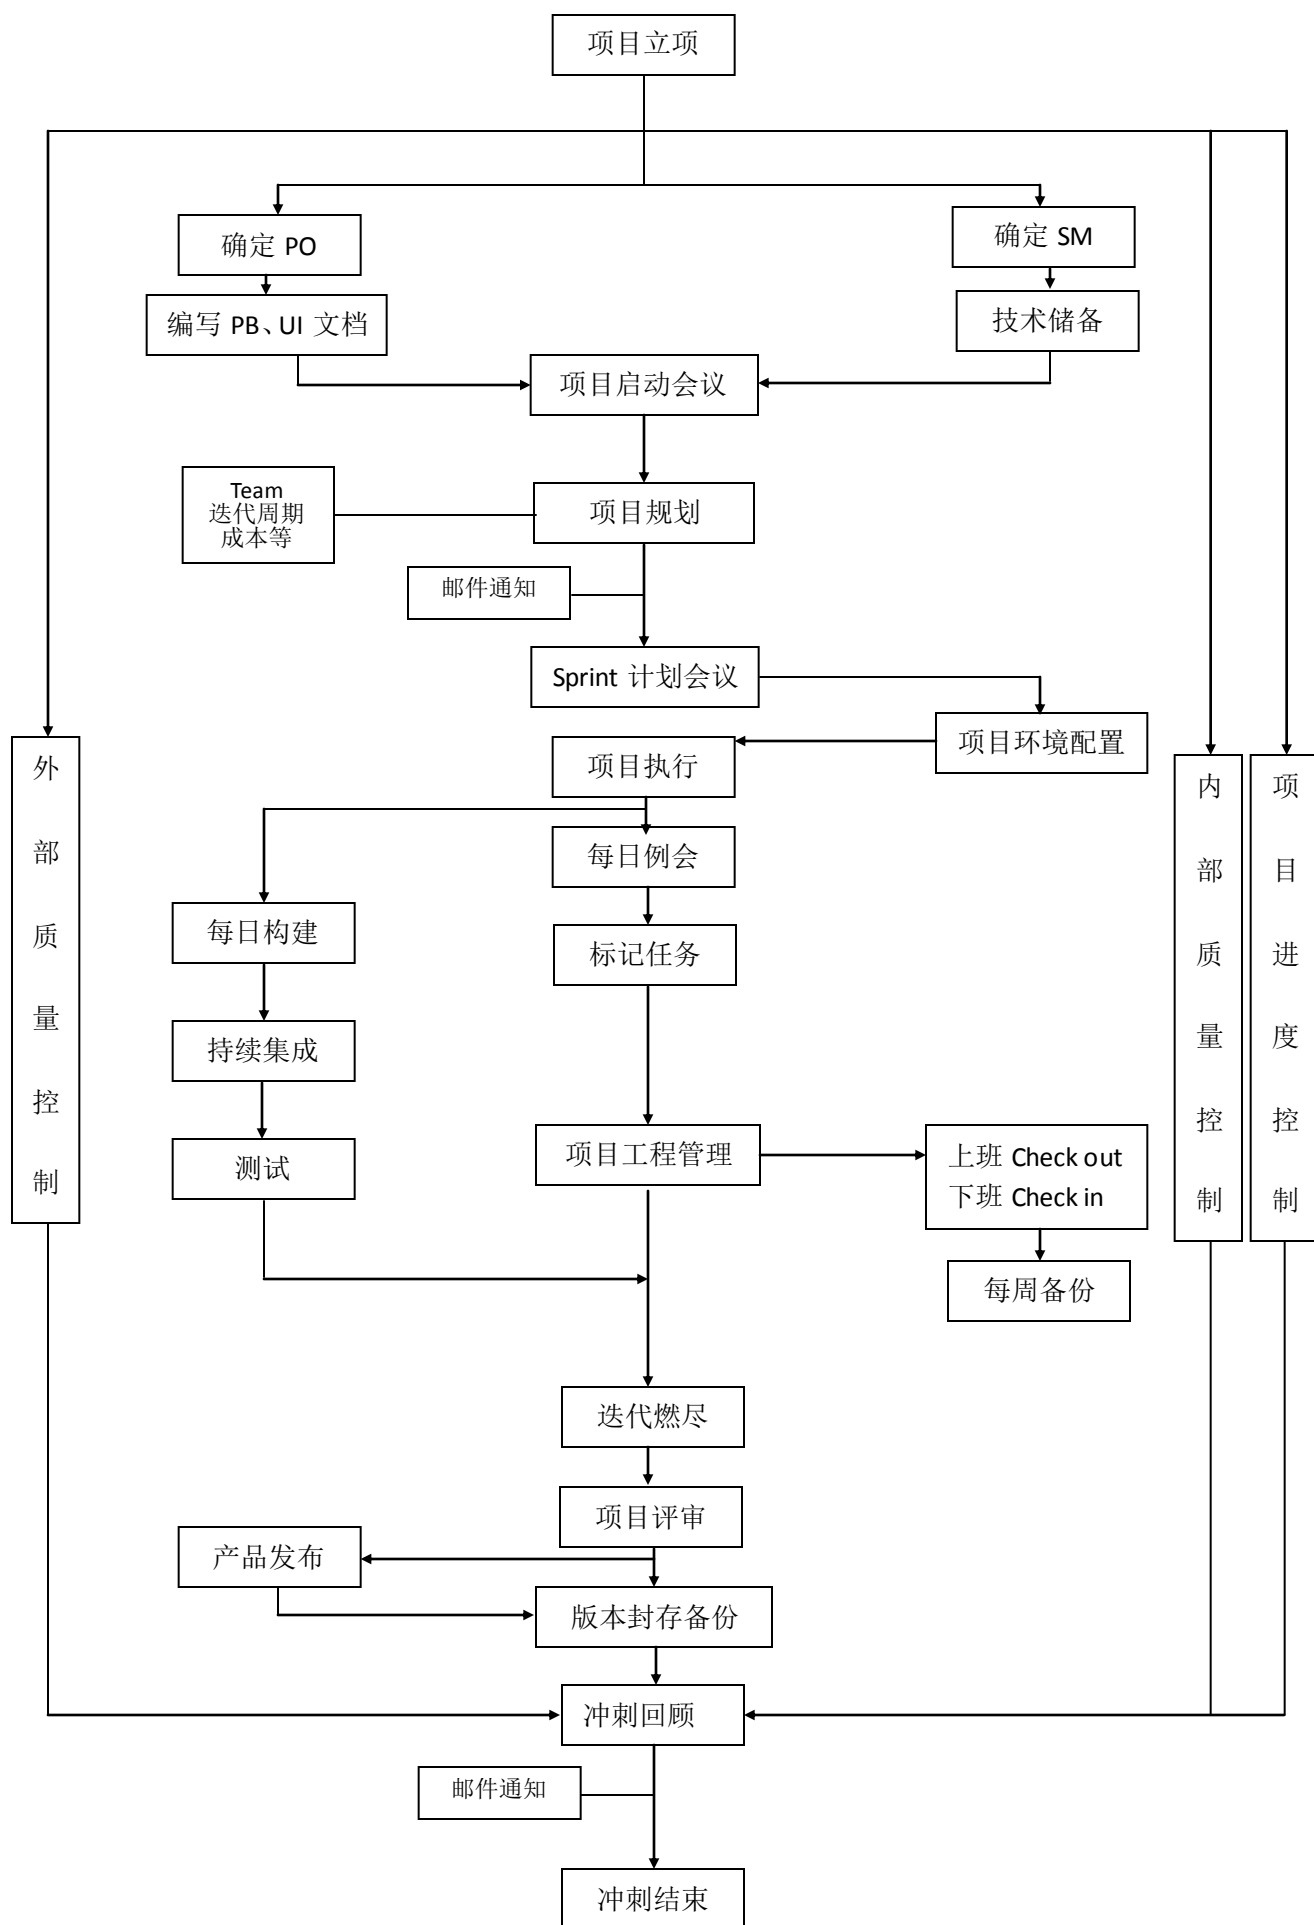 项目立项
确定 PO
确定 SM
编写 PB、UI 文档
技术储备
项目启动会议
Team
迭代周期
成本等
项目规划
邮件通知
Sprint 计划会议
项目环境配置
项目执行
外部质量控制
内部质量控制
项目进度控制
每日例会
每日构建
标记任务
持续集成
测试
项目工程管理
上班 Check out
下班 Check in
每周备份
迭代燃尽
项目评审
产品发布
版本封存备份
冲刺回顾
邮件通知
冲刺结束